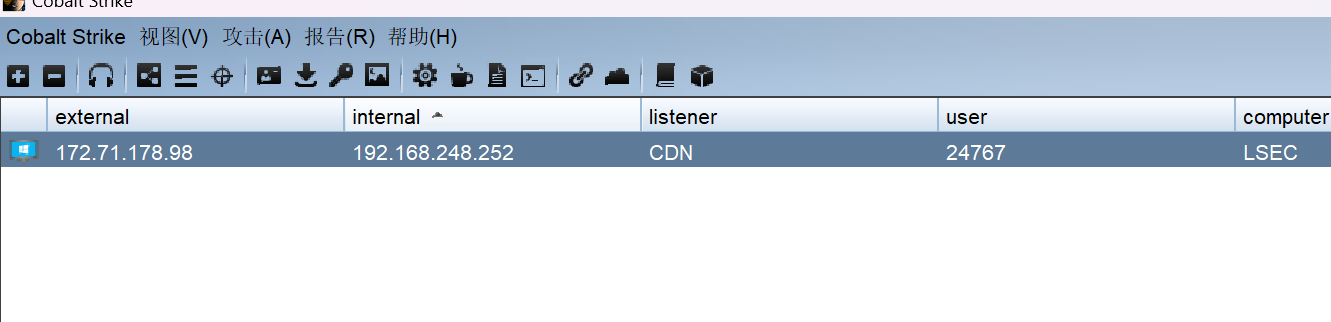 Cobalt Strike
Cobalt Strike 视图(V) 攻击(A) 报告(R) 帮助(H)
external internal listener user computer
172.71.178.98 192.168.248.252 CDN 24767 LSEC